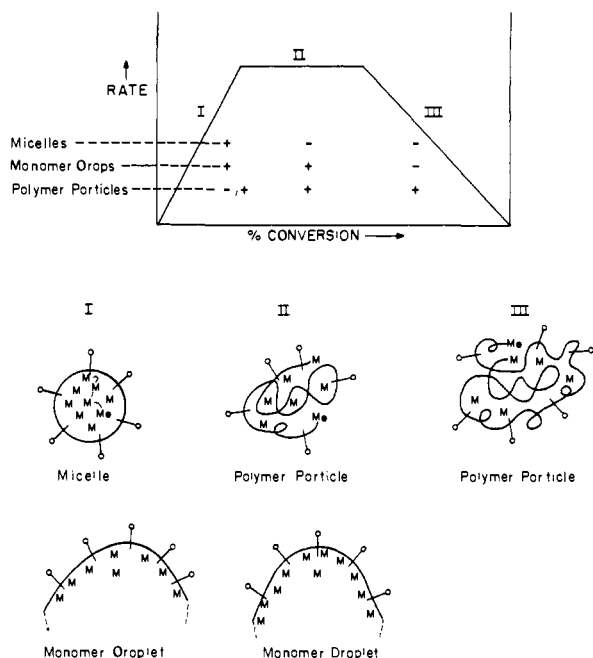 II
RATE
I
III
Micelles + - -
Monomer Orops + + -
Polymer Particles - , + + +
% CONVERSION
I II III
M M M M M M M M• M
M M M M M M•
M• M M M M M
Micelle Polymer Porticle Polymer Particle
M M M M M M M M
M M M M M M M M M
Monomer Oroplet Monomer Droplet